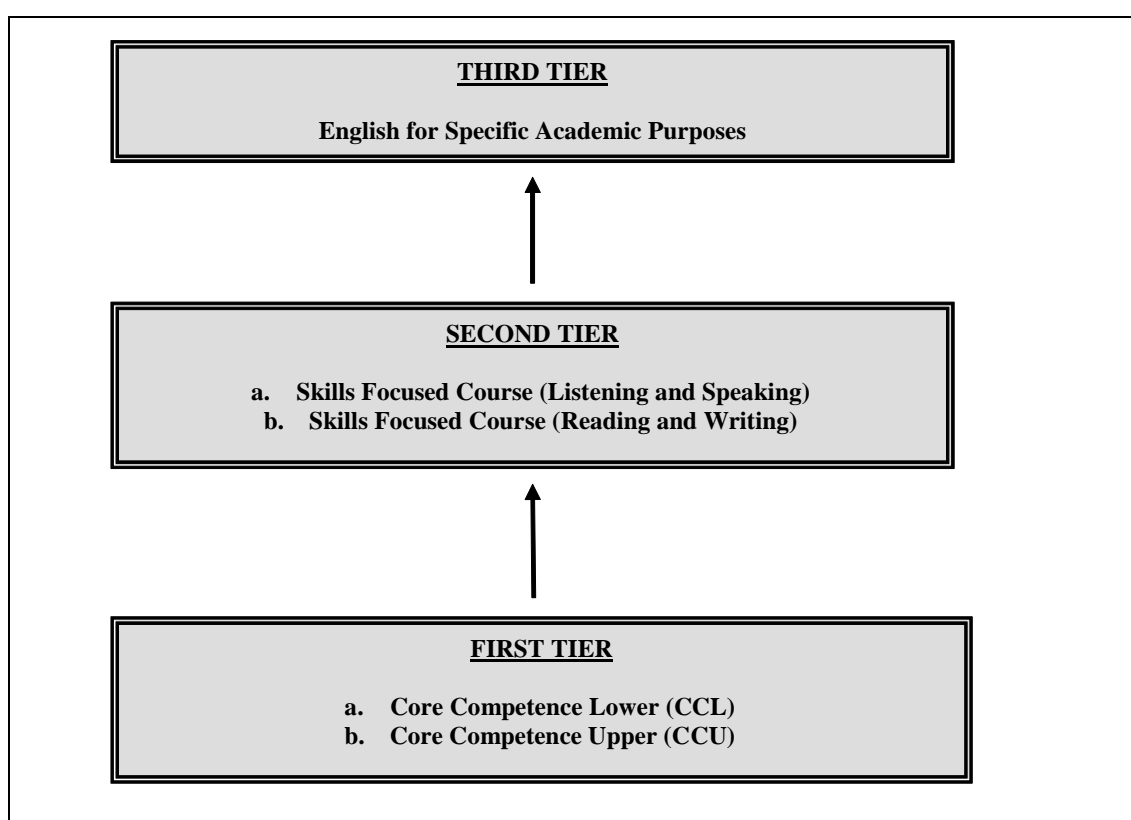 THIRD TIER
English for Specific Academic Purposes
SECOND TIER
a. Skills Focused Course (Listening and Speaking)
b. Skills Focused Course (Reading and Writing)
FIRST TIER
a. Core Competence Lower (CCL)
b. Core Competence Upper (CCU)